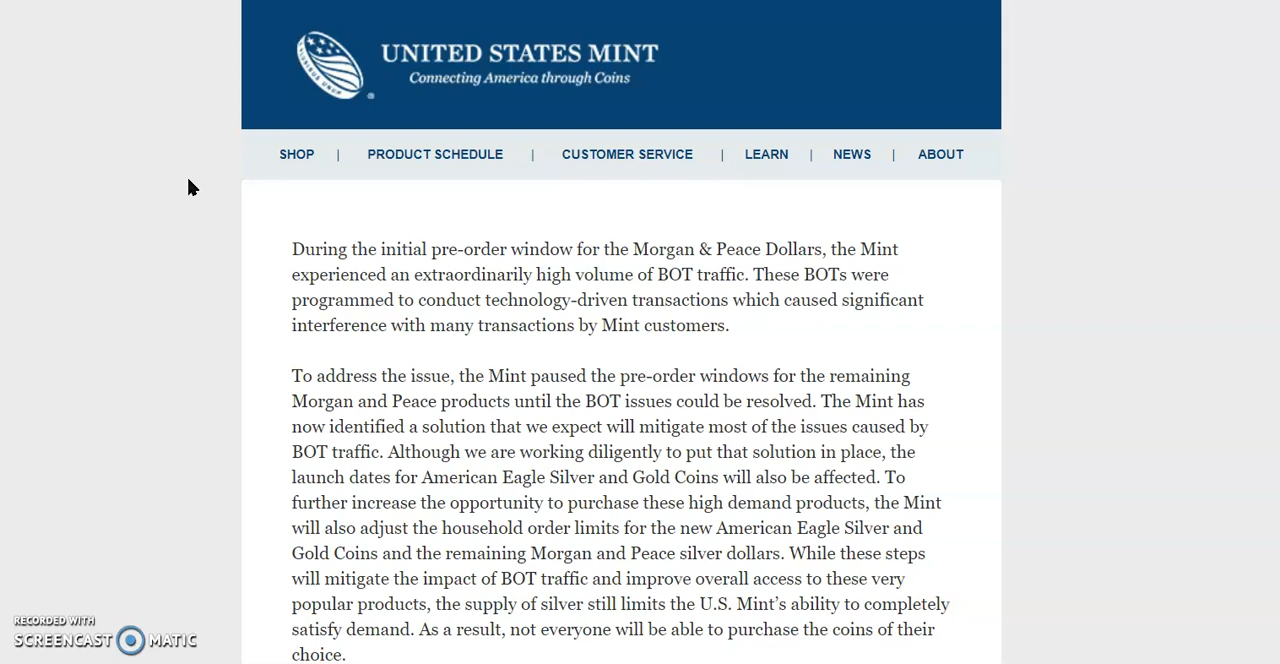 UNITED STATES MINT
Connecting America through Coins
SHOP | PRODUCT SCHEDULE | CUSTOMER SERVICE | LEARN | NEWS | ABOUT
During the initial pre-order window for the Morgan & Peace Dollars, the Mint
experienced an extraordinarily high volume of BOT traffic. These BOTs were
programmed to conduct technology-driven transactions which caused significant
interference with many transactions by Mint customers.
To address the issue, the Mint paused the pre-order windows for the remaining
Morgan and Peace products until the BOT issues could be resolved. The Mint has
now identified a solution that we expect will mitigate most of the issues caused by
BOT traffic. Although we are working diligently to put that solution in place, the
launch dates for American Eagle Silver and Gold Coins will also be affected. To
further increase the opportunity to purchase these high demand products, the Mint
will also adjust the household order limits for the new American Eagle Silver and
Gold Coins and the remaining Morgan and Peace silver dollars. While these steps
will mitigate the impact of BOT traffic and improve overall access to these very
popular products, the supply of silver still limits the U.S. Mint’s ability to completely
satisfy demand. As a result, not everyone will be able to purchase the coins of their
choice.
RECORDED WITH
SCREENCAST MATIC